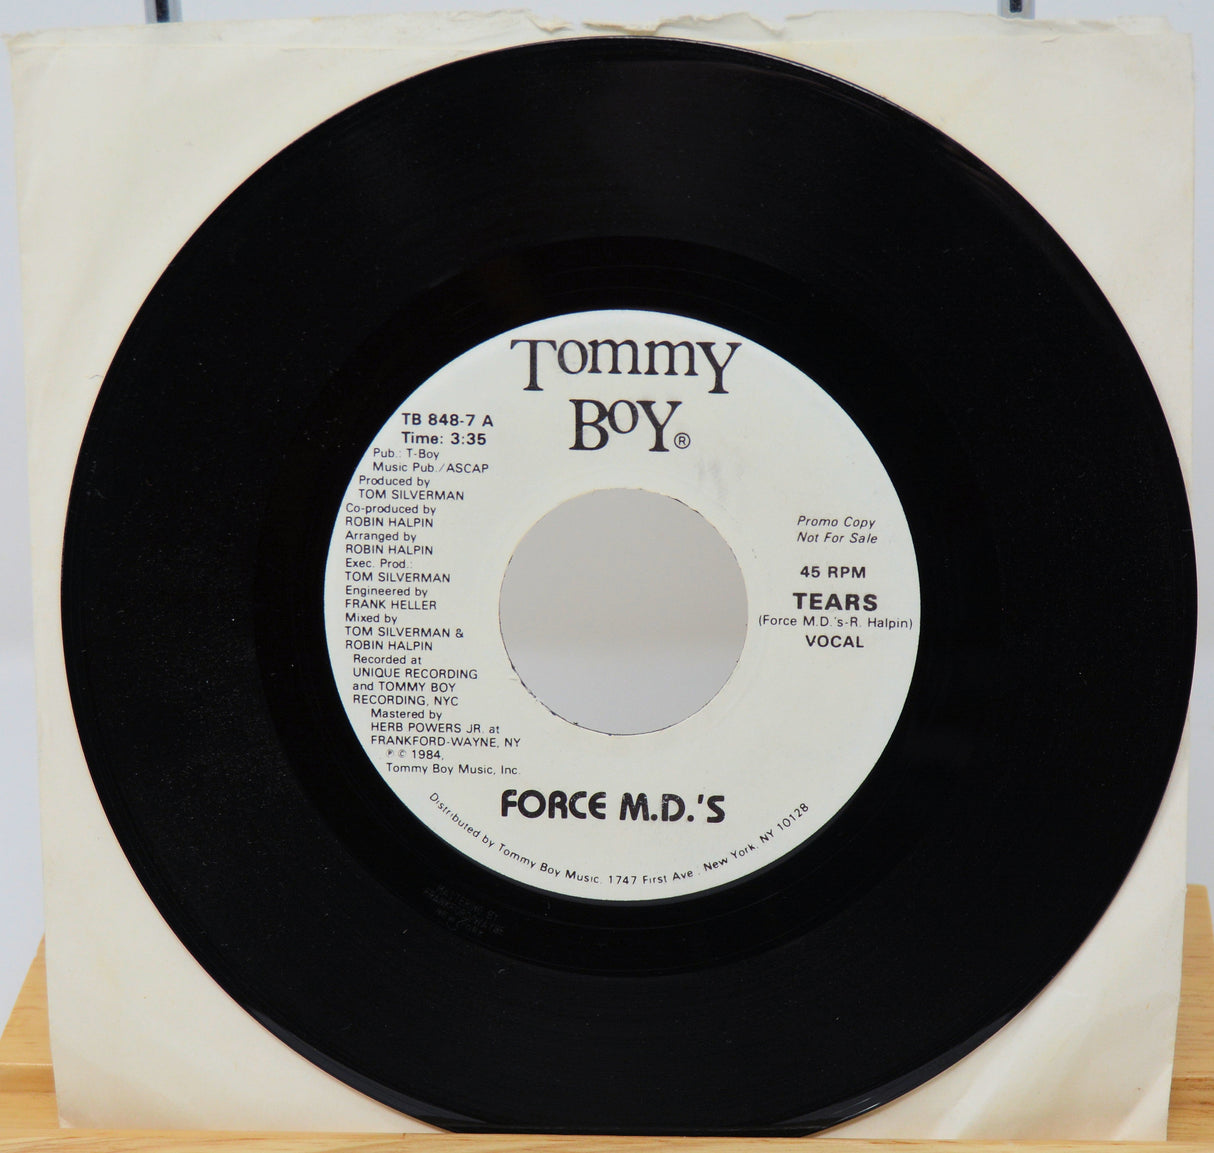 Tommy
Boy®
TB 848-7 A
Time: 3:35
Pub.: T-Boy
Music Pub./ASCAP
Produced by
TOM SILVERMAN
Co-produced by
ROBIN HALPIN
Arranged by
ROBIN HALPIN
Exec. Prod.:
TOM SILVERMAN
Engineered by
FRANK HELLER
Mixed by
TOM SILVERMAN &
ROBIN HALPIN
Recorded at
UNIQUE RECORDING
and TOMMY BOY
RECORDING, NYC
Mastered by
HERB POWERS JR. at
FRANKFORD-WAYNE, NY
℗ © 1984,
Tommy Boy Music, Inc.
Promo Copy
Not For Sale
45 RPM
TEARS
(Force M.D.'s-R. Halpin)
VOCAL
FORCE M.D.'S
Distributed by Tommy Boy Music. 1747 First Ave., New York, NY 10128